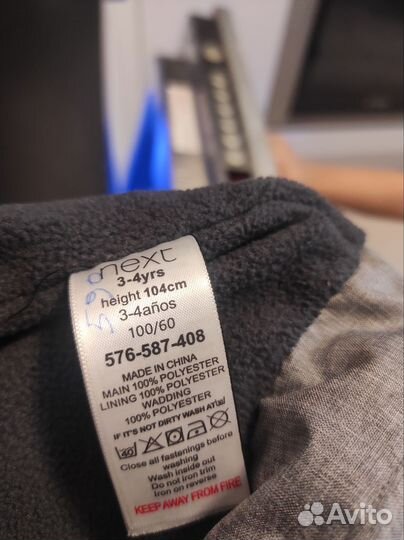 next
3-4yrs
height 104cm
3-4años
100/60
576-587-408
MADE IN CHINA
MAIN 100% POLYESTER
LINING 100% POLYESTER
WADDING
100% POLYESTER
IF IT'S NOT DIRTY WASH AT 30
40
Close all fastenings before
washing
Wash inside out
Do not iron trim
Iron on reverse
KEEP AWAY FROM FIRE
Avito